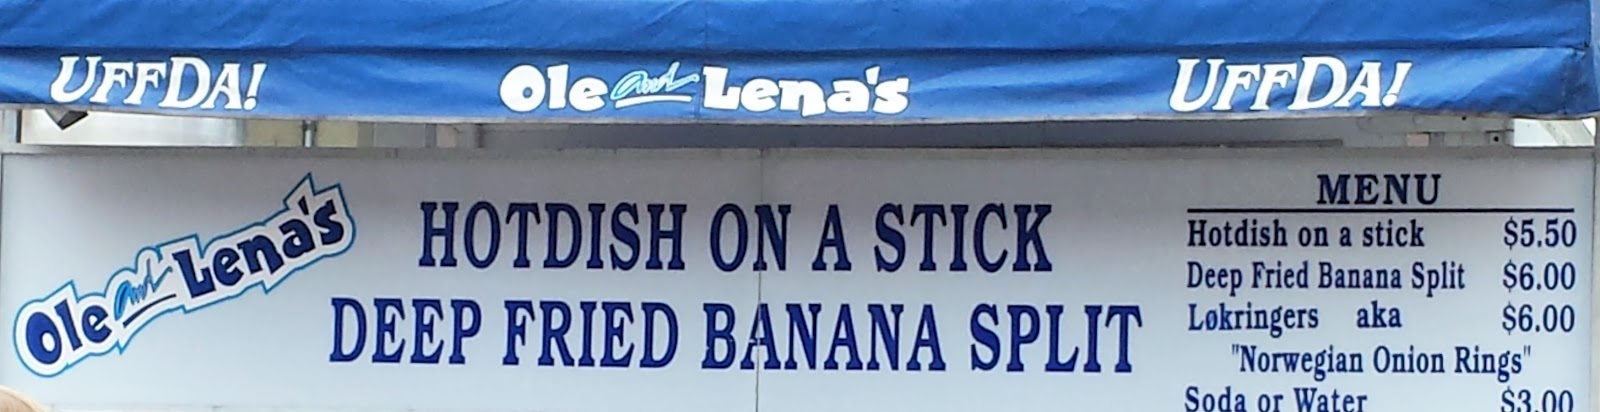 UFFDA! Ole and Lena's UFFDA!
Ole and Lena's
HOTDISH ON A STICK
DEEP FRIED BANANA SPLIT
MENU
Hotdish on a stick $5.50
Deep Fried Banana Split $6.00
Løkringers aka $6.00
"Norwegian Onion Rings"
Soda or Water $3.00